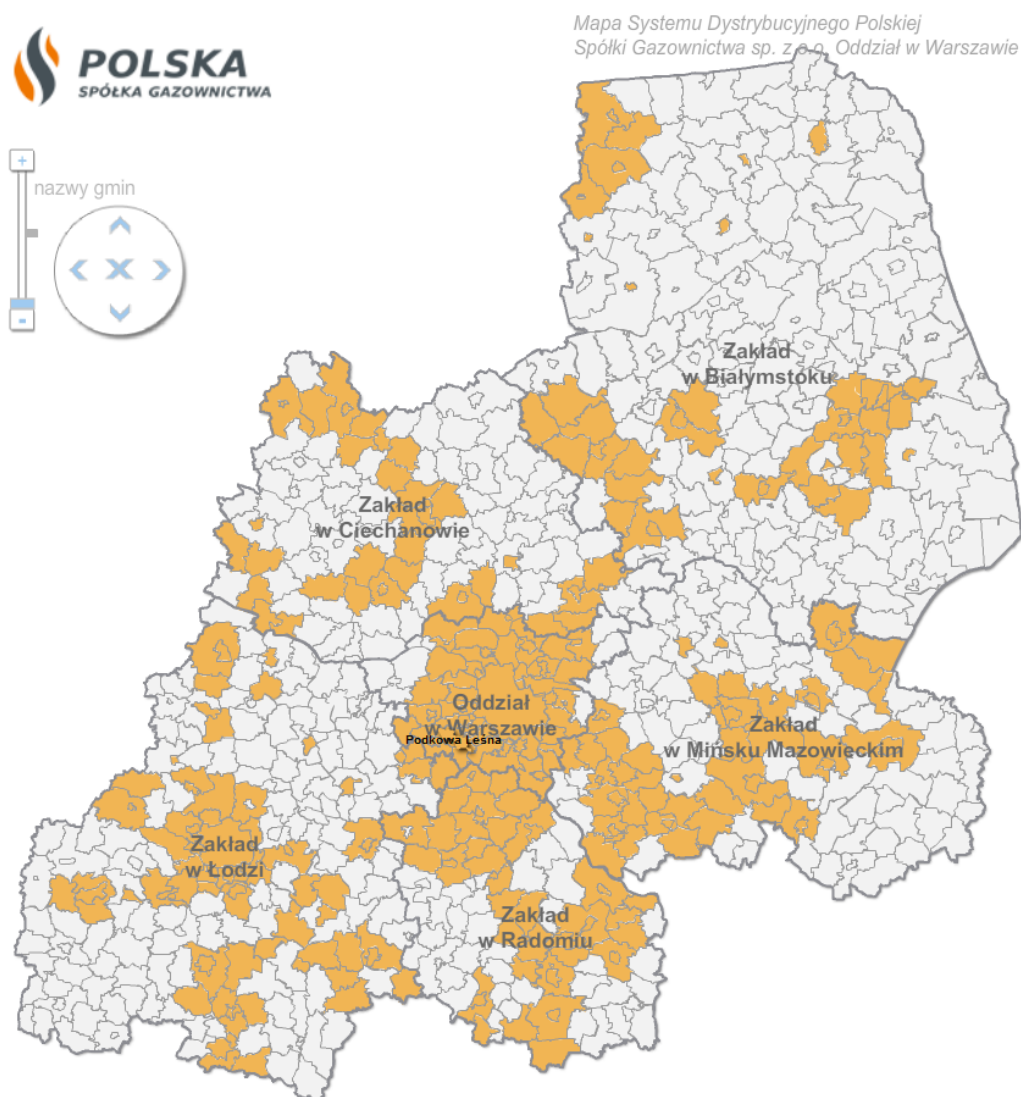 Mapa Systemu Dystrybucyjnego Polskiej
Spółki Gazownictwa sp. z o.o. Oddział w Warszawie
POLSKA
SPÓŁKA GAZOWNICTWA
+
nazwy gmin
-
Zakład
w Białymstoku
Zakład
w Ciechanowie
Oddział
w Warszawie
Podkowa Leśna
Zakład
w Mińsku Mazowieckim
Zakład
w Łodzi
Zakład
w Radomiu